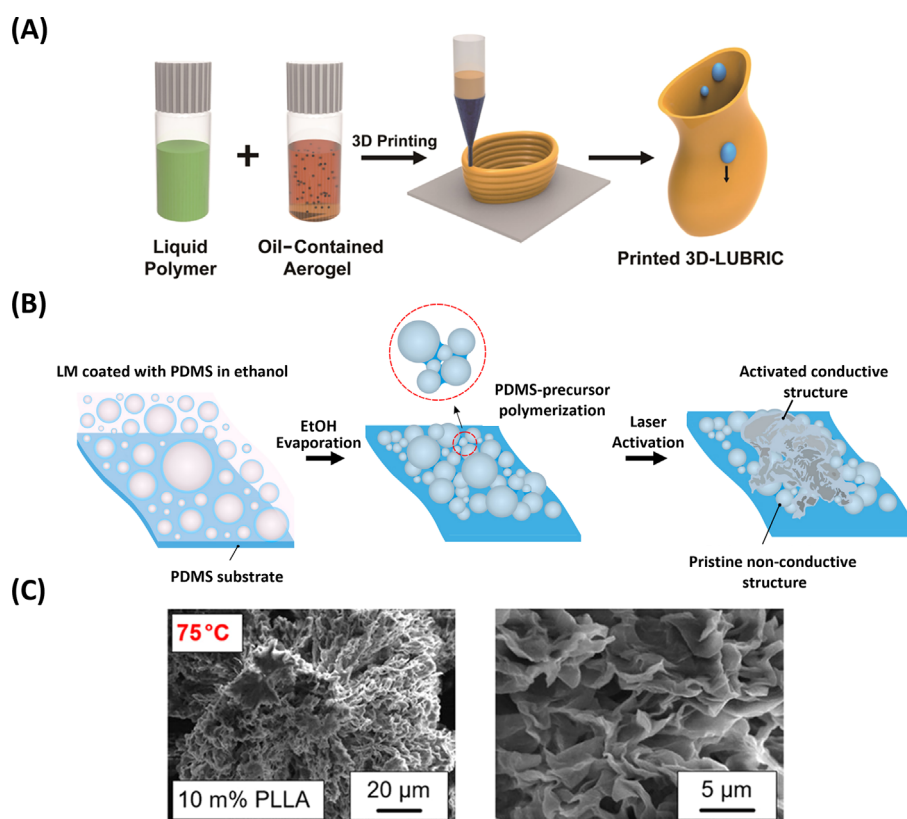 (A)
3D Printing
+
Liquid
Polymer
Oil-Contained
Aerogel
Printed 3D-LUBRIC
(B)
LM coated with PDMS in ethanol
EtOH
Evaporation
PDMS-precursor
polymerization
Laser
Activation
Activated conductive
structure
PDMS substrate
Pristine non-conductive
structure
(C)
75°C
10 m% PLLA
20 µm
5 µm